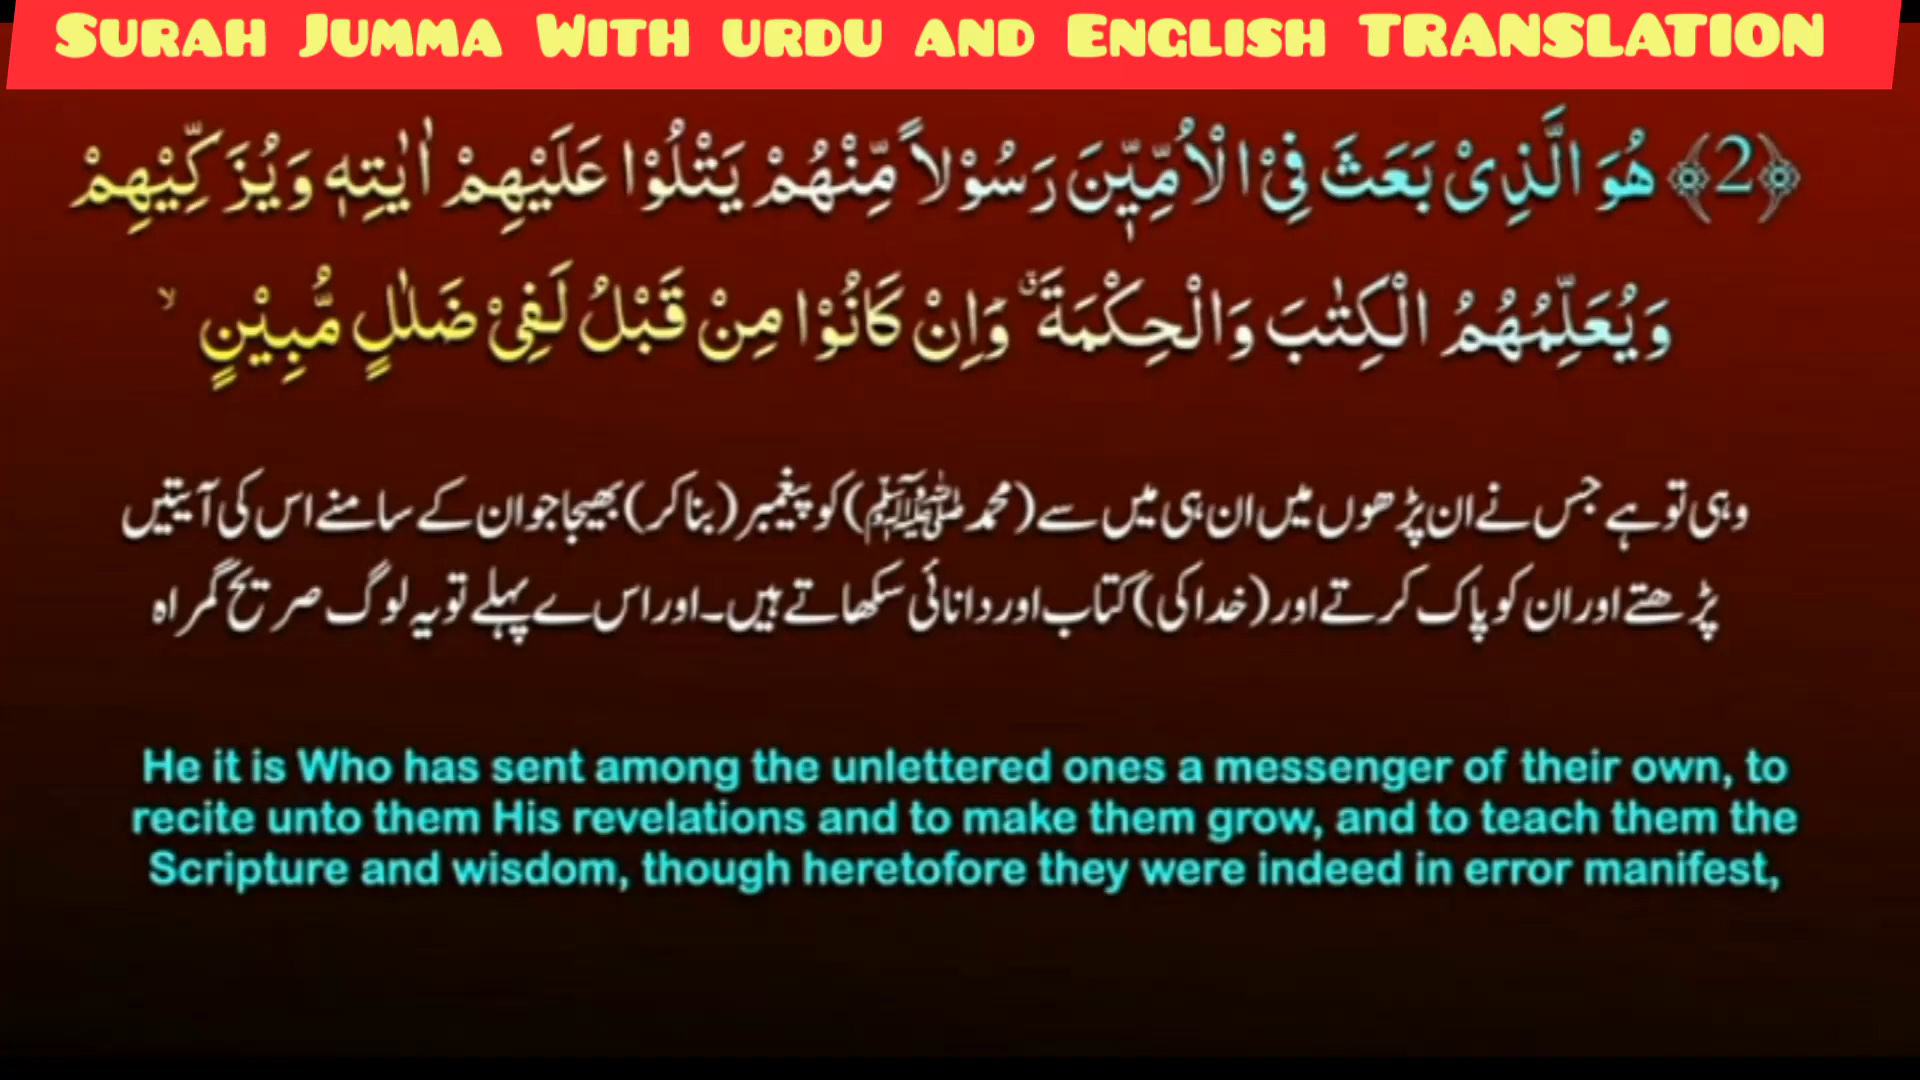 SURAH JUMMA WITH URDU AND ENGLISH TRANSLATION
﴿2﴾ هُوَ الَّذِیْ بَعَثَ فِی الْاُمِّیّٖنَ رَسُوْلاً مِّنْهُمْ یَتْلُوْا عَلَیْهِمْ اٰیٰتِهٖ وَیُزَكِّیْهِمْ
وَیُعَلِّمُهُمُ الْكِتٰبَ وَالْحِكْمَةَ ۗ وَاِنْ كَانُوْا مِنْ قَبْلُ لَفِیْ ضَلٰلٍ مُّبِیْنٍ ۙ
وہی تو ہے جس نے ان پڑھوں میں ان ہی میں سے (محمد ﷺ) کو پیغمبر (بنا کر) بھیجا جو ان کے سامنے اس کی آیتیں
پڑھتے اور ان کو پاک کرتے اور (خدا کی) کتاب اور دانائی سکھاتے ہیں۔ اور اس ے پہلے تو یہ لوگ صریح گمراہ
He it is Who has sent among the unlettered ones a messenger of their own, to
recite unto them His revelations and to make them grow, and to teach them the
Scripture and wisdom, though heretofore they were indeed in error manifest,